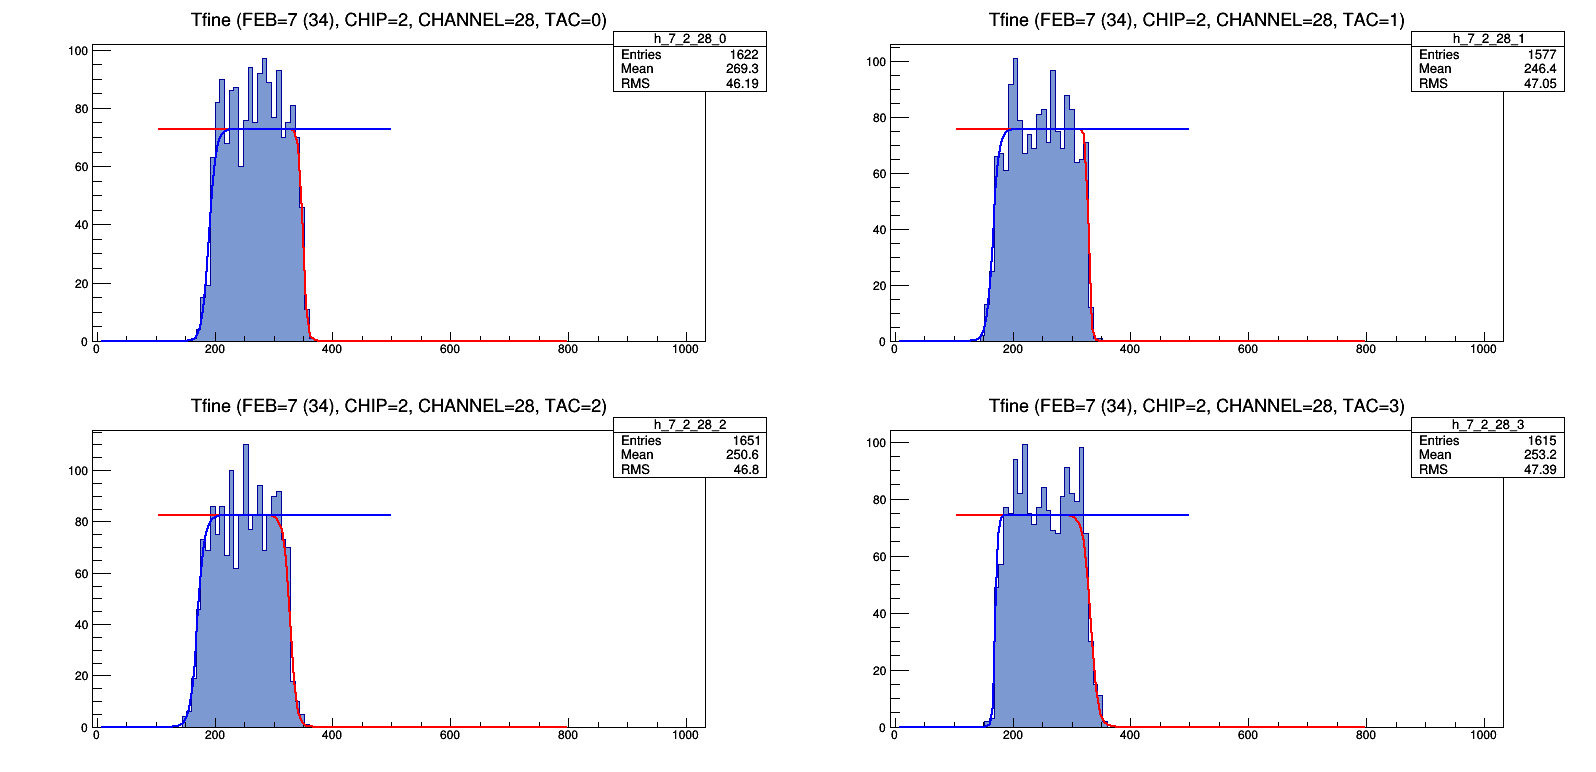 Tfine (FEB=7 (34), CHIP=2, CHANNEL=28, TAC=0)
h_7_2_28_0
Entries 1622
Mean 269.3
RMS 46.19
100
80
60
40
20
0
0 200 400 600 800 1000
Tfine (FEB=7 (34), CHIP=2, CHANNEL=28, TAC=1)
h_7_2_28_1
Entries 1577
Mean 246.4
RMS 47.05
100
80
60
40
20
0
0 200 400 600 800 1000
Tfine (FEB=7 (34), CHIP=2, CHANNEL=28, TAC=2)
h_7_2_28_2
Entries 1651
Mean 250.6
RMS 46.8
100
80
60
40
20
0
0 200 400 600 800 1000
Tfine (FEB=7 (34), CHIP=2, CHANNEL=28, TAC=3)
h_7_2_28_3
Entries 1615
Mean 253.2
RMS 47.39
100
80
60
40
20
0
0 200 400 600 800 1000